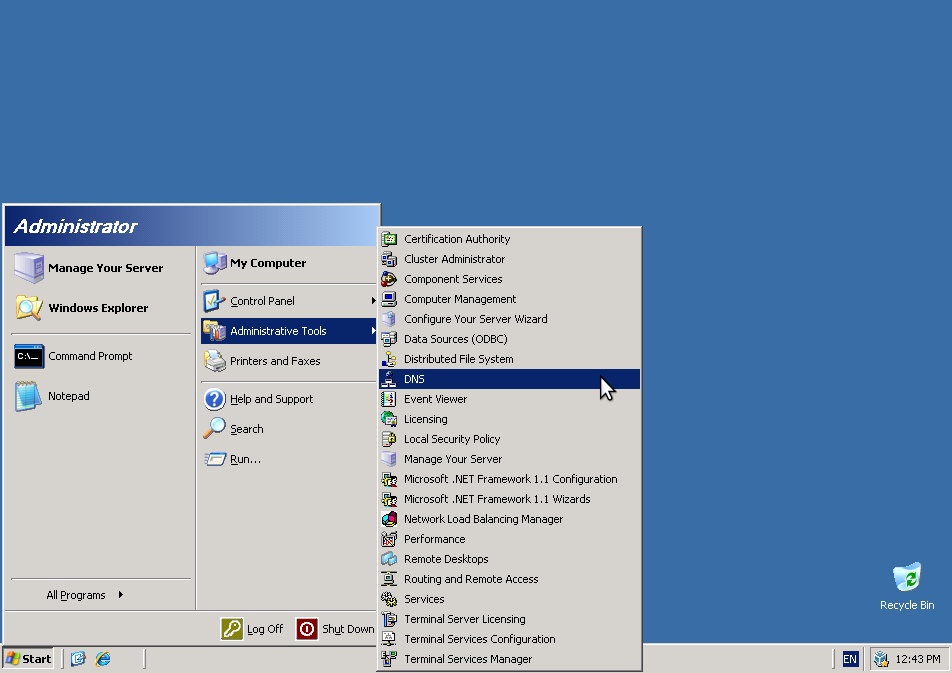 Administrator
Manage Your Server
Windows Explorer
Command Prompt
Notepad
All Programs
My Computer
Control Panel
Administrative Tools
Printers and Faxes
Help and Support
Search
Run...
Log Off
Shut Down
Certification Authority
Cluster Administrator
Component Services
Computer Management
Configure Your Server Wizard
Data Sources (ODBC)
Distributed File System
DNS
Event Viewer
Licensing
Local Security Policy
Manage Your Server
Microsoft .NET Framework 1.1 Configuration
Microsoft .NET Framework 1.1 Wizards
Network Load Balancing Manager
Performance
Remote Desktops
Routing and Remote Access
Services
Terminal Server Licensing
Terminal Services Configuration
Terminal Services Manager
Recycle Bin
Start
EN
12:43 PM